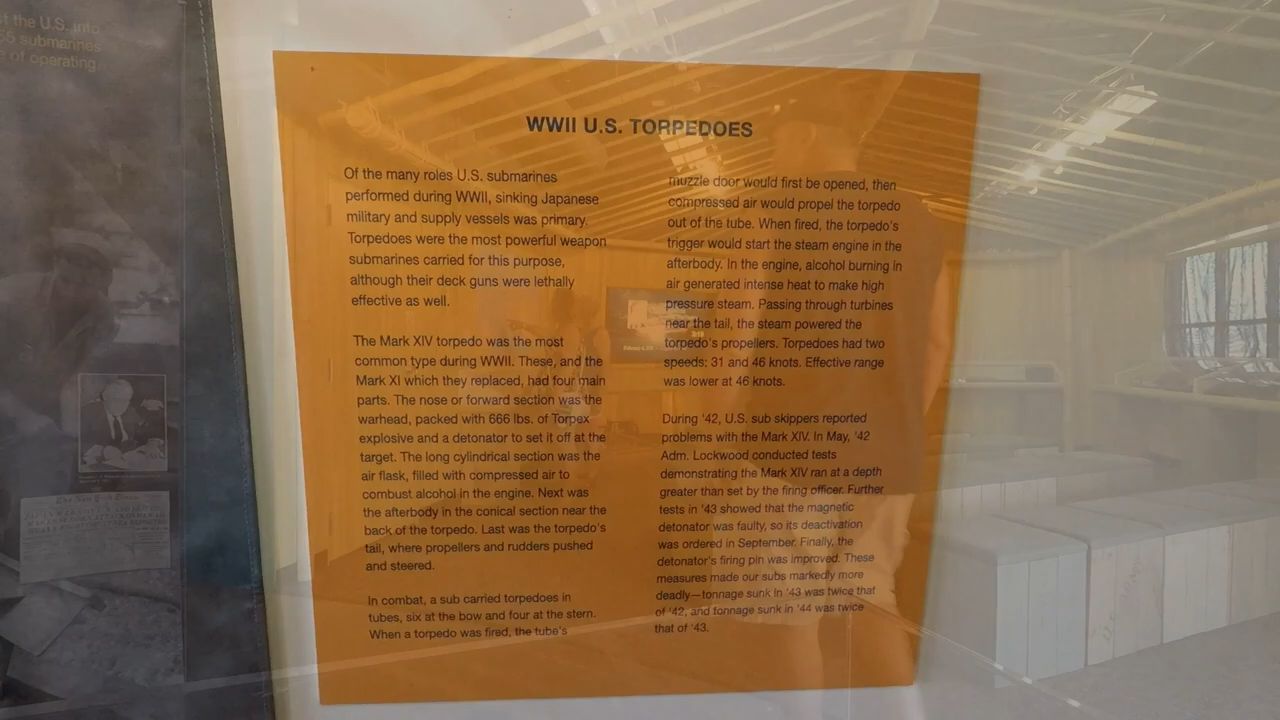 t the U.S. into
submarines
of operating
WWII U.S. TORPEDOES
Of the many roles U.S. submarines
performed during WWII, sinking Japanese
military and supply vessels was primary.
Torpedoes were the most powerful weapon
submarines carried for this purpose,
although their deck guns were lethally
effective as well.
The Mark XIV torpedo was the most
common type during WWII. These, and the
Mark XI which they replaced, had four main
parts. The nose or forward section was the
warhead, packed with 666 lbs. of Torpex
explosive and a detonator to set it off at the
target. The long cylindrical section was the
air flask, filled with compressed air to
combust alcohol in the engine. Next was
the afterbody in the conical section near the
back of the torpedo. Last was the torpedo's
tail, where propellers and rudders pushed
and steered.
In combat, a sub carried torpedoes in
tubes, six at the bow and four at the stern.
When a torpedo was fired, the tube's
muzzle door would first be opened, then
compressed air would propel the torpedo
out of the tube. When fired, the torpedo's
trigger would start the steam engine in the
afterbody. In the engine, alcohol burning in
air generated intense heat to make high
pressure steam. Passing through turbines
near the tail, the steam powered the
torpedo's propellers. Torpedoes had two
speeds: 31 and 46 knots. Effective range
was lower at 46 knots.
During '42, U.S. sub skippers reported
problems with the Mark XIV. In May, '42
Adm. Lockwood conducted tests
demonstrating the Mark XIV ran at a depth
greater than set by the firing officer. Further
tests in '43 showed that the magnetic
detonator was faulty, so its deactivation
was ordered in September. Finally, the
detonator's firing pin was improved. These
measures made our subs markedly more
deadly—tonnage sunk in '43 was twice that
of '42, and tonnage sunk in '44 was twice
that of '43.